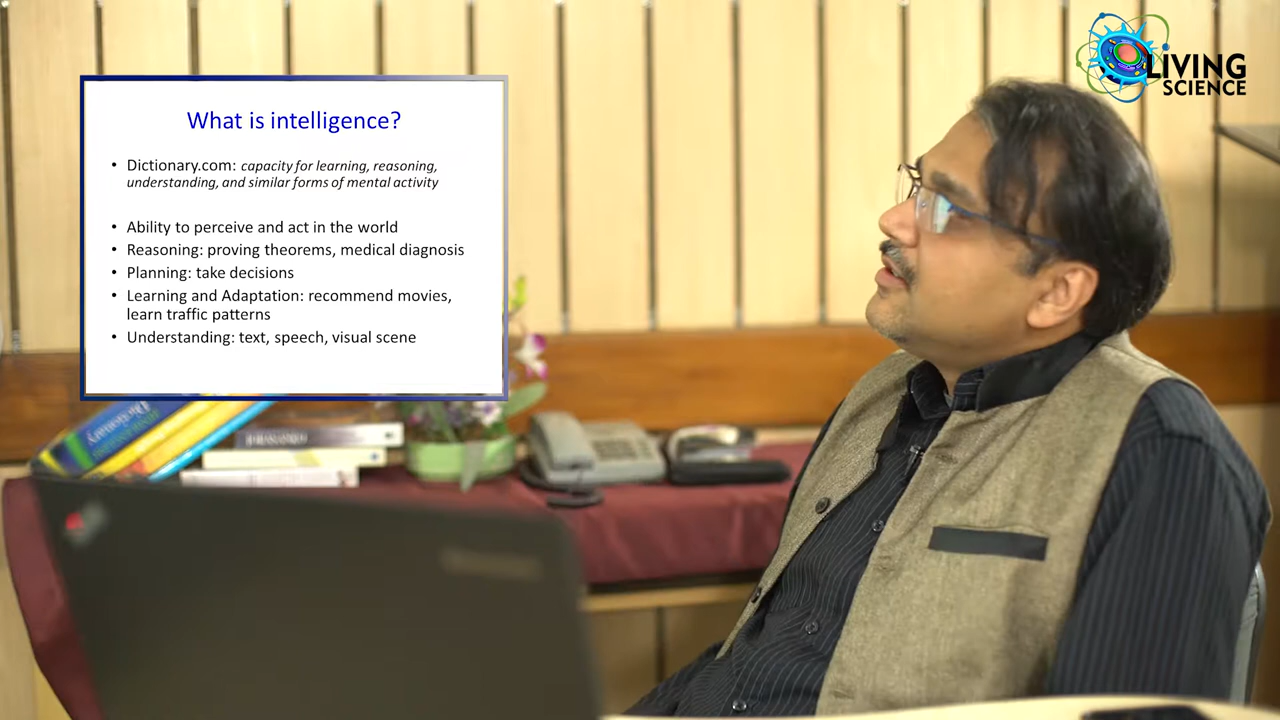 LIVING
SCIENCE
What is intelligence?
• Dictionary.com: capacity for learning, reasoning,
understanding, and similar forms of mental activity
• Ability to perceive and act in the world
• Reasoning: proving theorems, medical diagnosis
• Planning: take decisions
• Learning and Adaptation: recommend movies,
learn traffic patterns
• Understanding: text, speech, visual scene
Dictionary